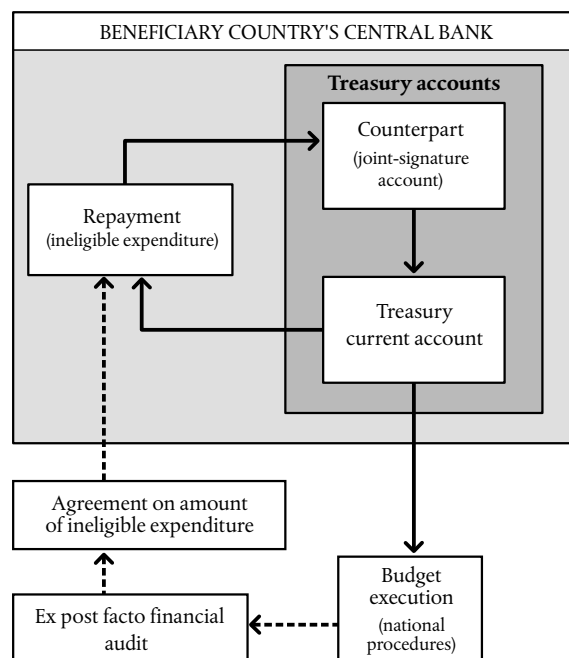 BENEFICIARY COUNTRY'S CENTRAL BANK
Treasury accounts
Counterpart
(joint-signature
account)
Repayment
(ineligible expenditure)
Treasury
current account
Agreement on amount
of ineligible expenditure
Budget
execution
(national
procedures)
Ex post facto financial
audit